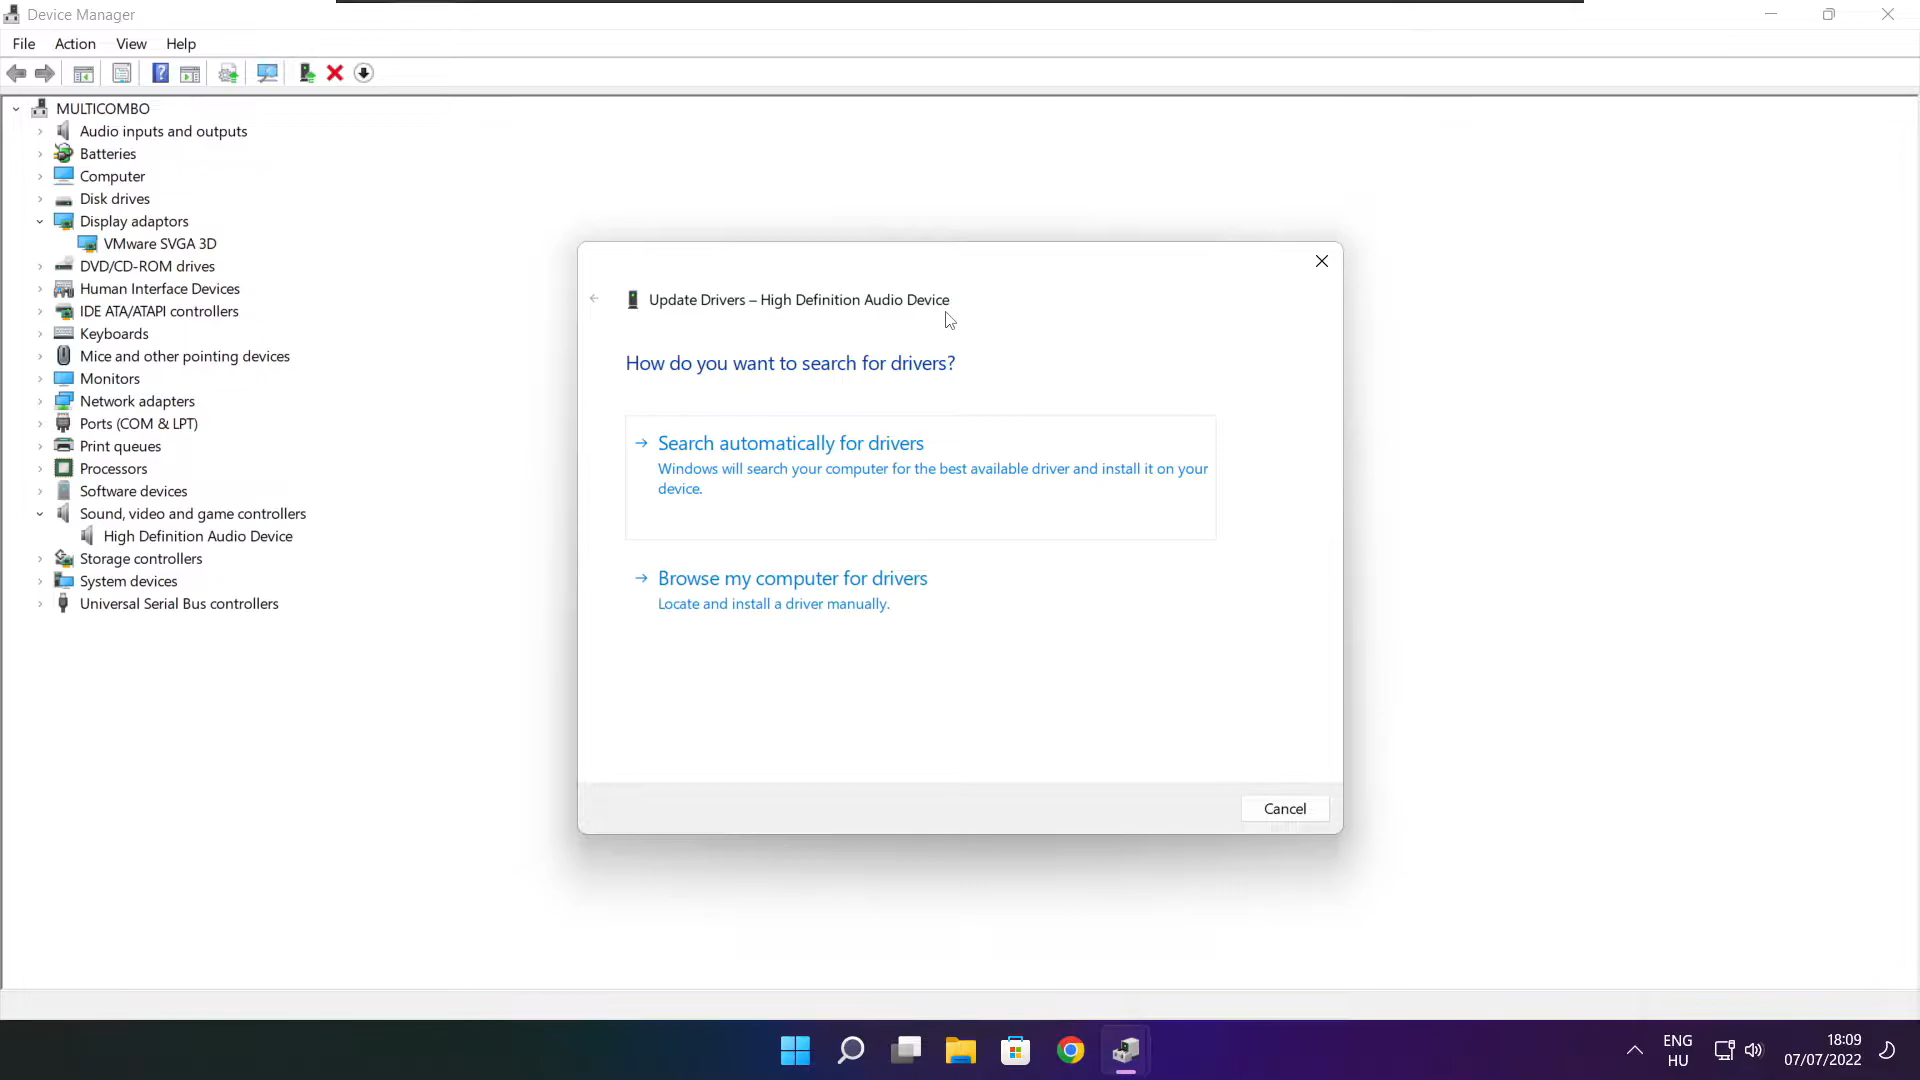 Device Manager
File Action View Help
MULTICOMBO
Audio inputs and outputs
Batteries
Computer
Disk drives
Display adaptors
VMware SVGA 3D
DVD/CD-ROM drives
Human Interface Devices
IDE ATA/ATAPI controllers
Keyboards
Mice and other pointing devices
Monitors
Network adapters
Ports (COM & LPT)
Print queues
Processors
Software devices
Sound, video and game controllers
High Definition Audio Device
Storage controllers
System devices
Universal Serial Bus controllers
Update Drivers – High Definition Audio Device
How do you want to search for drivers?
Search automatically for drivers
Windows will search your computer for the best available driver and install it on your
device.
Browse my computer for drivers
Locate and install a driver manually.
Cancel
ENG
HU
18:09
07/07/2022